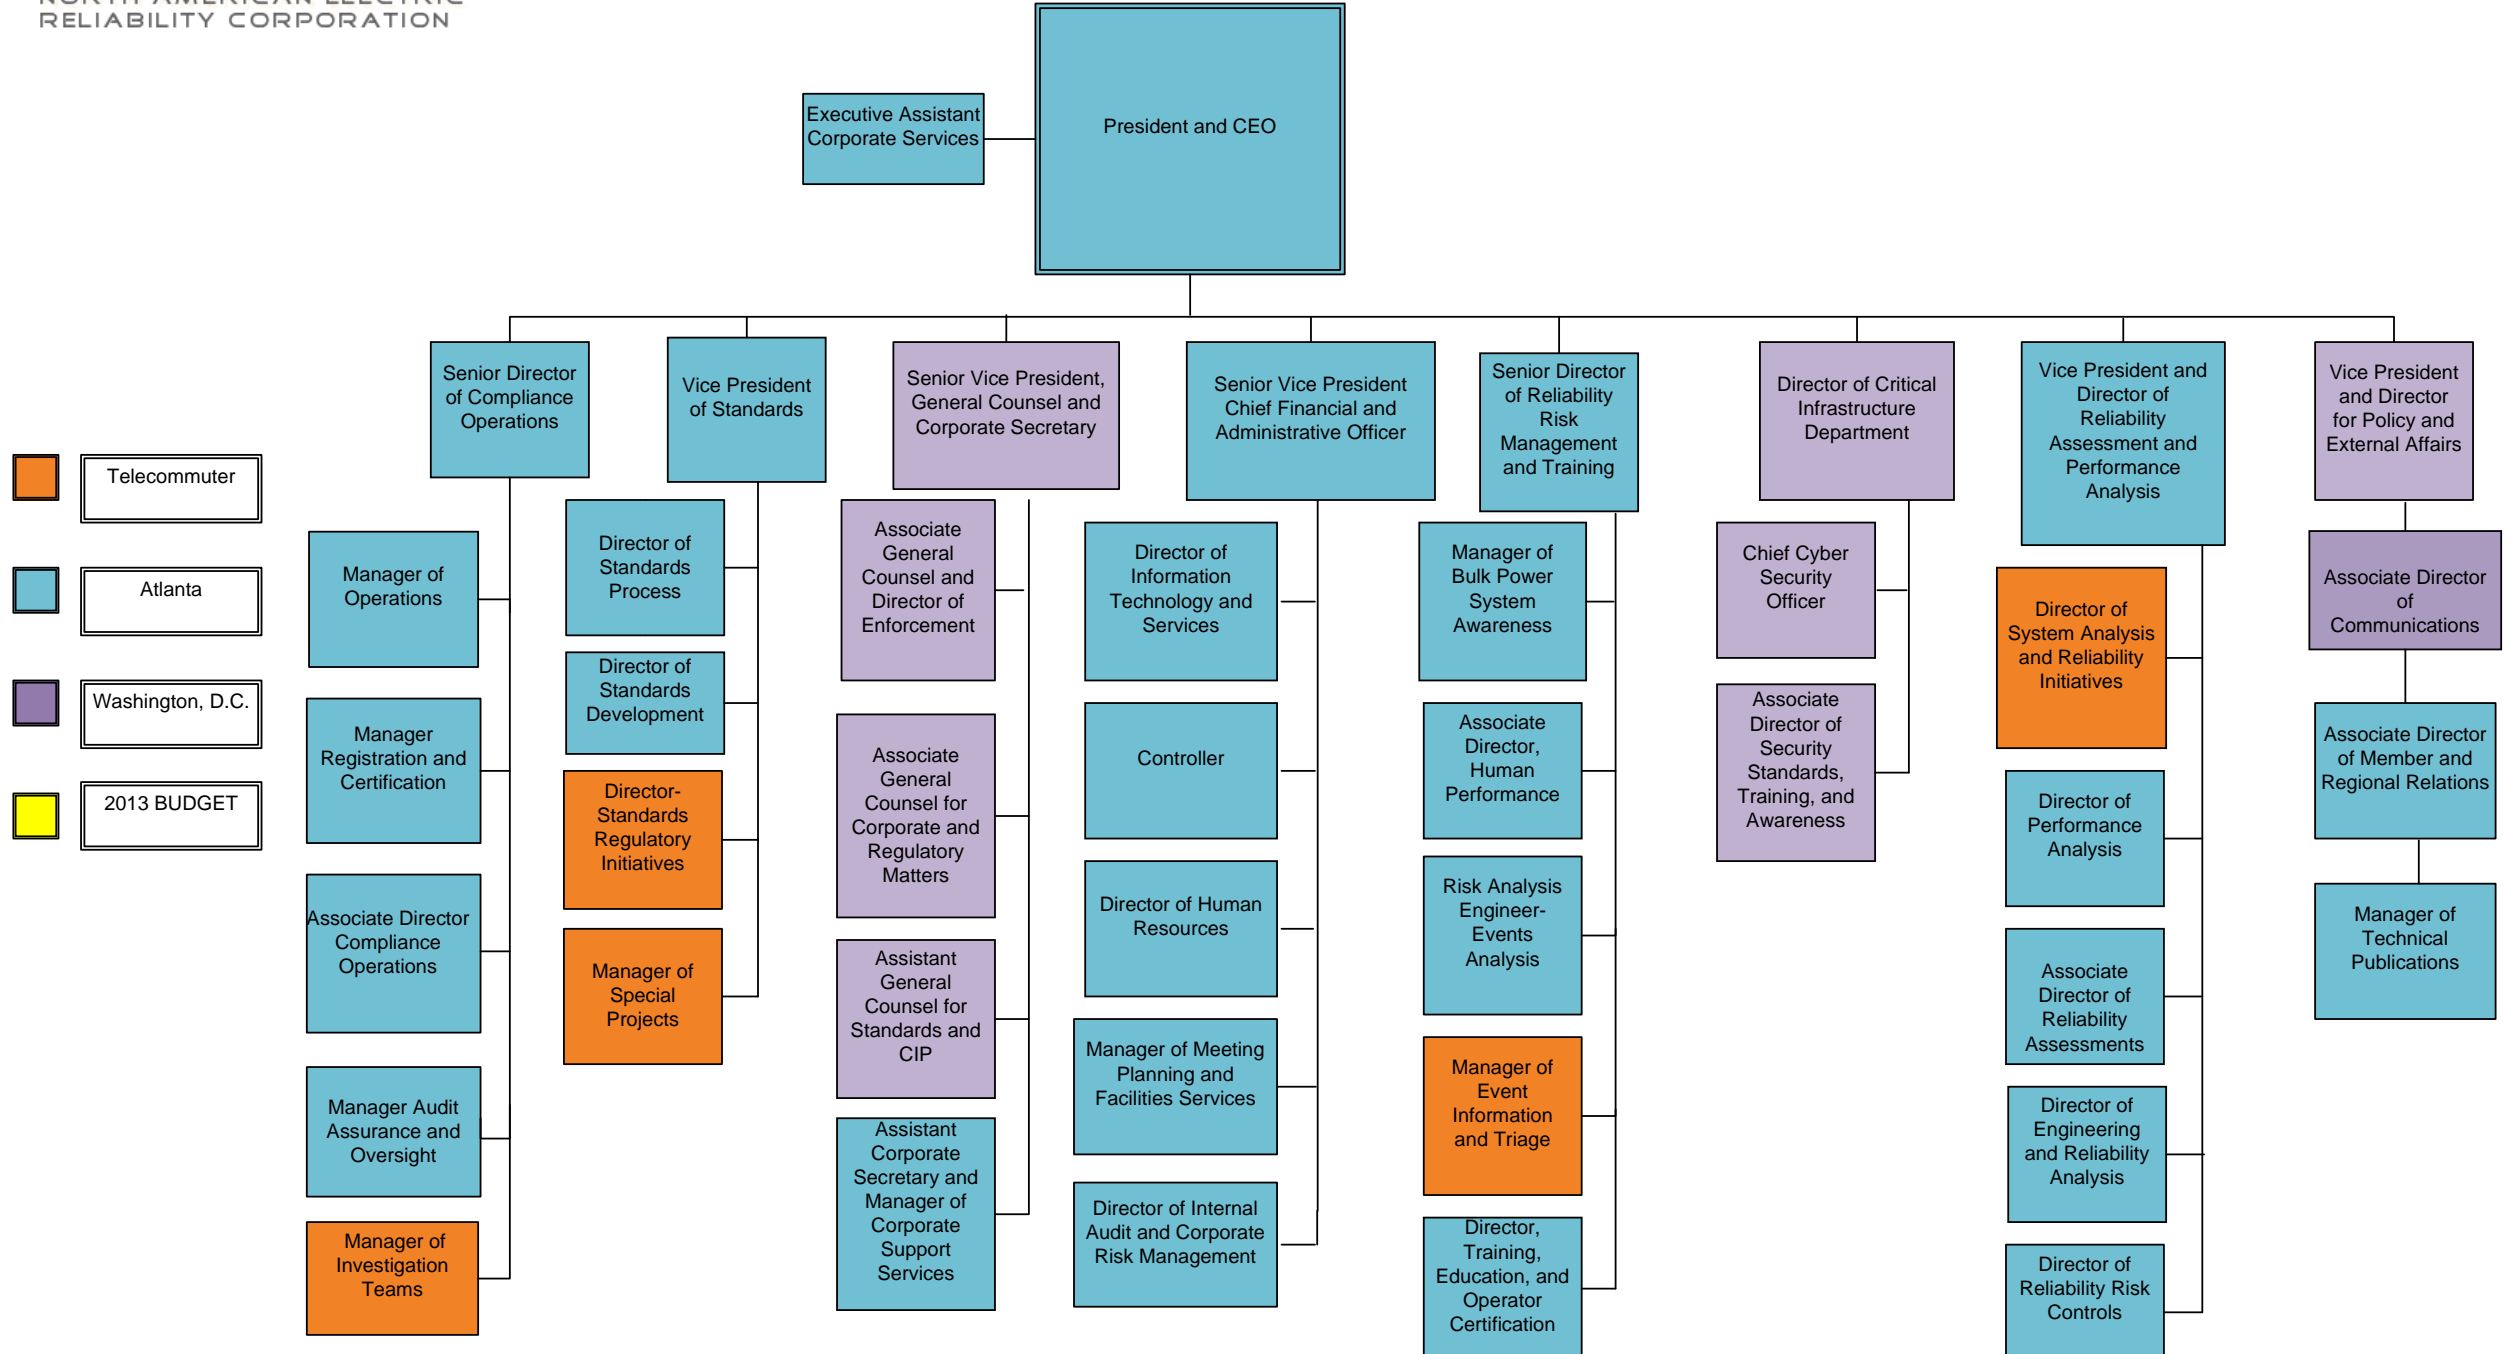 NORTH AMERICAN ELECTRIC
RELIABILITY CORPORATION
Executive Assistant
Corporate Services
President and CEO
Senior Director
of Compliance
Operations
Vice President
of Standards
Senior Vice President,
General Counsel and
Corporate Secretary
Senior Vice President
Chief Financial and
Administrative Officer
Senior Director
of Reliability
Risk
Management
and Training
Director of Critical
Infrastructure
Department
Vice President and
Director of
Reliability
Assessment and
Performance
Analysis
Vice President
and Director
for Policy and
External Affairs
Telecommuter
Atlanta
Washington, D.C.
2013 BUDGET
Manager of
Operations
Manager
Registration and
Certification
Associate Director
Compliance
Operations
Manager Audit
Assurance and
Oversight
Manager of
Investigation
Teams
Director of
Standards
Process
Director of
Standards
Development
Director-
Standards
Regulatory
Initiatives
Manager of
Special
Projects
Associate
General
Counsel and
Director of
Enforcement
Associate
General
Counsel for
Corporate and
Regulatory
Matters
Assistant
General
Counsel for
Standards and
CIP
Assistant
Corporate
Secretary and
Manager of
Corporate
Support
Services
Director of
Information
Technology and
Services
Controller
Director of Human
Resources
Manager of Meeting
Planning and
Facilities Services
Director of Internal
Audit and Corporate
Risk Management
Manager of
Bulk Power
System
Awareness
Associate
Director,
Human
Performance
Risk Analysis
Engineer-
Events
Analysis
Manager of
Event
Information
and Triage
Director,
Training,
Education, and
Operator
Certification
Chief Cyber
Security
Officer
Associate
Director of
Security
Standards,
Training, and
Awareness
Director of
System Analysis
and Reliability
Initiatives
Director of
Performance
Analysis
Associate
Director of
Reliability
Assessments
Director of
Engineering
and Reliability
Analysis
Director of
Reliability Risk
Controls
Associate Director
of
Communications
Associate Director
of Member and
Regional Relations
Manager of
Technical
Publications